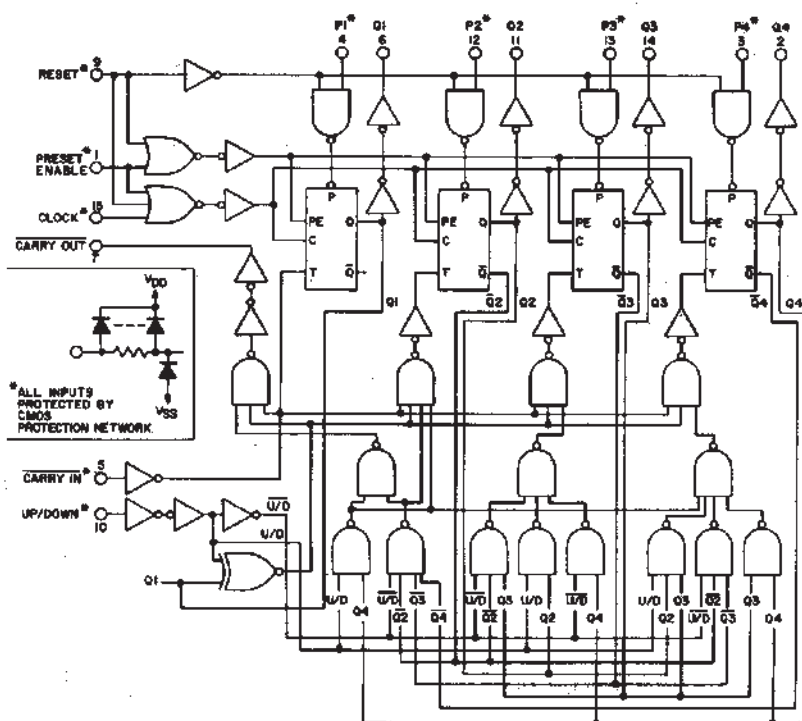 P1* Q1 P2* Q2 P3* Q3 P4* Q4
4 6 12 11 13 14 3 2
9
RESET*
1
PRESET*
ENABLE
15
CLOCK*
CARRY OUT
7
P P P P
PE Q PE Q PE Q PE Q
C C C C
T Q T Q T Q T Q
Q1 Q2 Q2 Q3 Q3 Q4 Q4
VDD
VSS
*ALL INPUTS
PROTECTED BY
CMOS
PROTECTION NETWORK
5
CARRY IN*
UP/DOWN*
10
U/D
U/D
Q1
U/D Q4 U/D Q2 Q3 Q4 U/D Q2 Q3 U/D Q2 U/D Q4 U/D Q2 Q3 U/D Q2 Q3 Q3 Q4